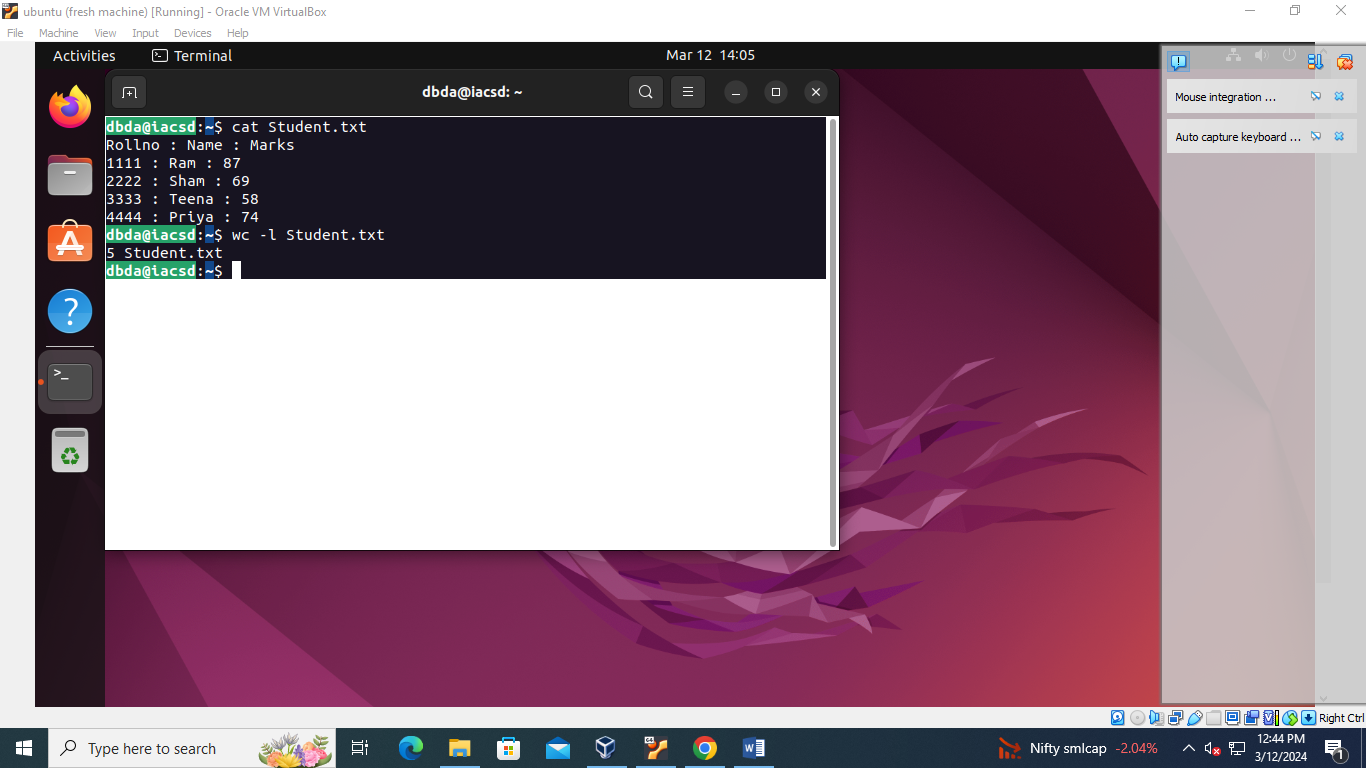 ubuntu (fresh machine) [Running] - Oracle VM VirtualBox
File Machine View Input Devices Help
Activities Terminal Mar 12 14:05
dbda@iacsd: ~
dbda@iacsd:~$ cat Student.txt
Rollno : Name : Marks
1111 : Ram : 87
2222 : Sham : 69
3333 : Teena : 58
4444 : Priya : 74
dbda@iacsd:~$ wc -l Student.txt
5 Student.txt
dbda@iacsd:~$
Mouse integration ...
Auto capture keyboard ...
Right Ctrl
Type here to search
Nifty smlcap -2.04%
12:44 PM
3/12/2024
1